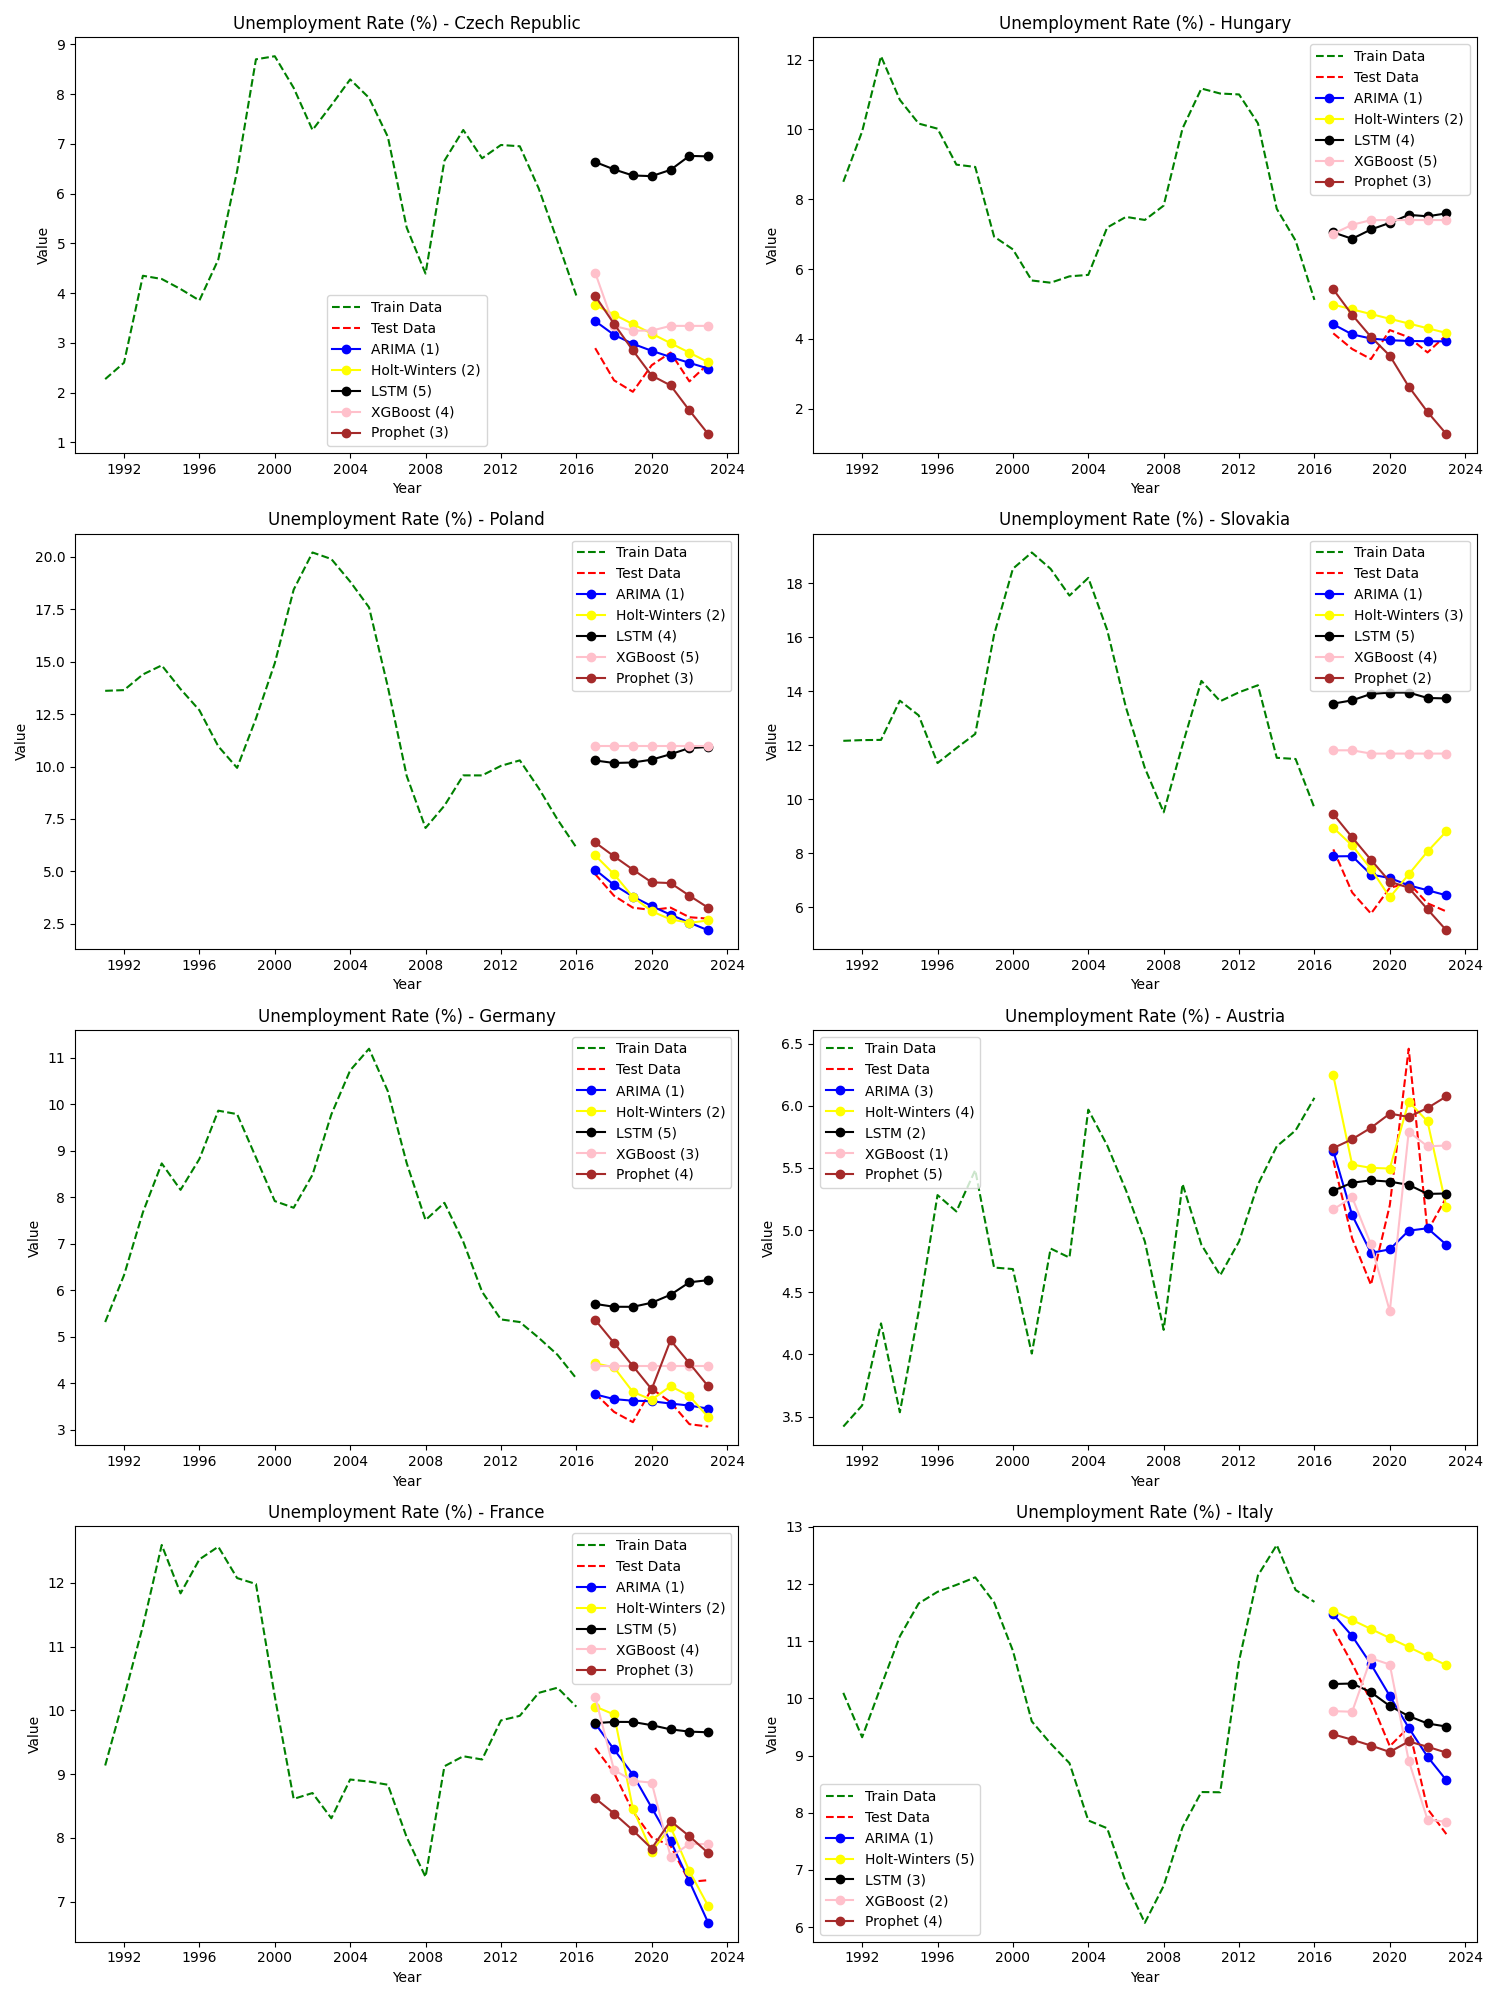 Unemployment Rate (%) - Czech Republic
Value
9
8
7
6
5
4
3
2
1
Train Data
Test Data
ARIMA (1)
Holt-Winters (2)
LSTM (5)
XGBoost (4)
Prophet (3)
1992 1996 2000 2004 2008 2012 2016 2020 2024
Year
Unemployment Rate (%) - Hungary
Value
12
10
8
6
4
2
Train Data
Test Data
ARIMA (1)
Holt-Winters (2)
LSTM (4)
XGBoost (5)
Prophet (3)
1992 1996 2000 2004 2008 2012 2016 2020 2024
Year
Unemployment Rate (%) - Poland
Value
20.0
17.5
15.0
12.5
10.0
7.5
5.0
2.5
Train Data
Test Data
ARIMA (1)
Holt-Winters (2)
LSTM (4)
XGBoost (5)
Prophet (3)
1992 1996 2000 2004 2008 2012 2016 2020 2024
Year
Unemployment Rate (%) - Slovakia
Value
18
16
14
12
10
8
6
Train Data
Test Data
ARIMA (1)
Holt-Winters (3)
LSTM (5)
XGBoost (4)
Prophet (2)
1992 1996 2000 2004 2008 2012 2016 2020 2024
Year
Unemployment Rate (%) - Germany
Value
11
10
9
8
7
6
5
4
3
Train Data
Test Data
ARIMA (1)
Holt-Winters (2)
LSTM (5)
XGBoost (3)
Prophet (4)
1992 1996 2000 2004 2008 2012 2016 2020 2024
Year
Unemployment Rate (%) - Austria
Value
6.5
6.0
5.5
5.0
4.5
4.0
3.5
Train Data
Test Data
ARIMA (3)
Holt-Winters (4)
LSTM (2)
XGBoost (1)
Prophet (5)
1992 1996 2000 2004 2008 2012 2016 2020 2024
Year
Unemployment Rate (%) - France
Value
12
11
10
9
8
7
Train Data
Test Data
ARIMA (1)
Holt-Winters (2)
LSTM (5)
XGBoost (4)
Prophet (3)
1992 1996 2000 2004 2008 2012 2016 2020 2024
Year
Unemployment Rate (%) - Italy
Value
13
12
11
10
9
8
7
6
Train Data
Test Data
ARIMA (1)
Holt-Winters (5)
LSTM (3)
XGBoost (2)
Prophet (4)
1992 1996 2000 2004 2008 2012 2016 2020 2024
Year